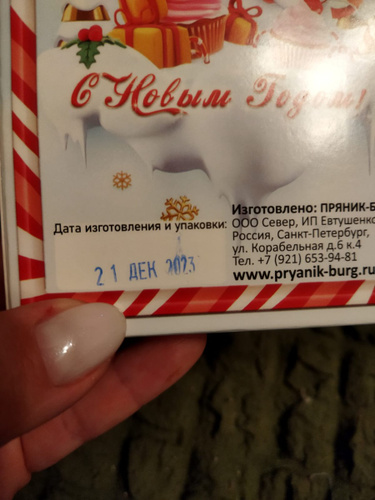 С Новым Годом!
Дата изготовления и упаковки:
21 ДЕК 2023
Изготовлено: ПРЯНИК-Б
ООО Север, ИП Евтушенко
Россия, Санкт-Петербург,
ул. Корабельная д.6 к.4
Тел. +7 (921) 653-94-81
www.pryanik-burg.ru